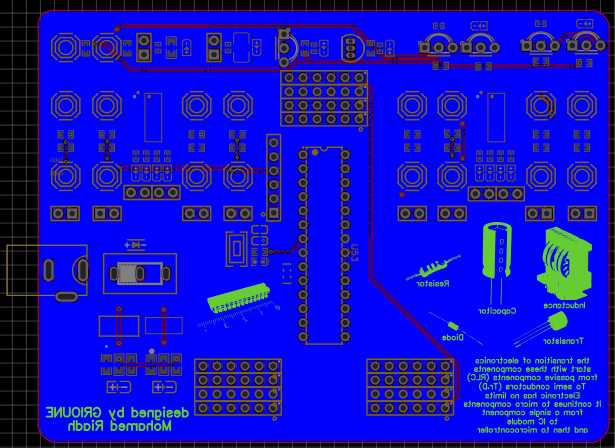 U53
Resistor
Capacitor
Inductance
Diode
Transistor
the transition of electronics
start with these components
from passive components (RLC)
To semi conductors (Tr.D)
Electronic has no limits
it continues to micro components
from a single component
to IC module
and then to microcontroller
designed by GRIOUNE
Mohamed Riadh